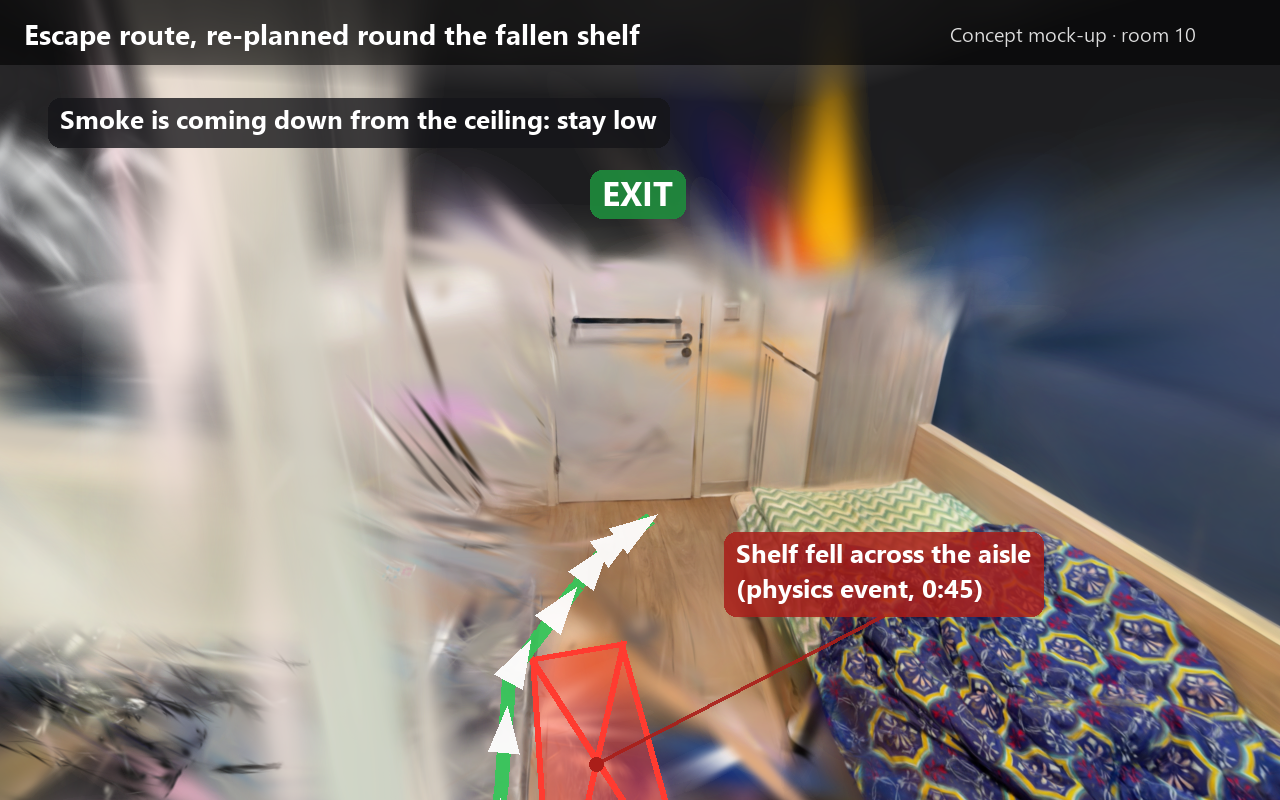 Escape route, re-planned round the fallen shelf
Concept mock-up · room 10
Smoke is coming down from the ceiling: stay low
EXIT
Shelf fell across the aisle
(physics event, 0:45)